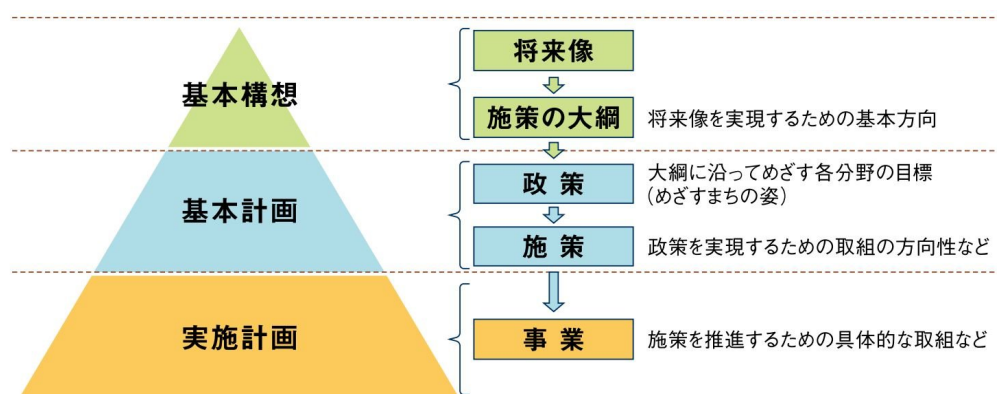 基本構想
将来像
施策の大綱
将来像を実現するための基本方向
基本計画
政策
大綱に沿ってめざす各分野の目標
(めざすまちの姿)
施策
政策を実現するための取組の方向性など
実施計画
事業
施策を推進するための具体的な取組など